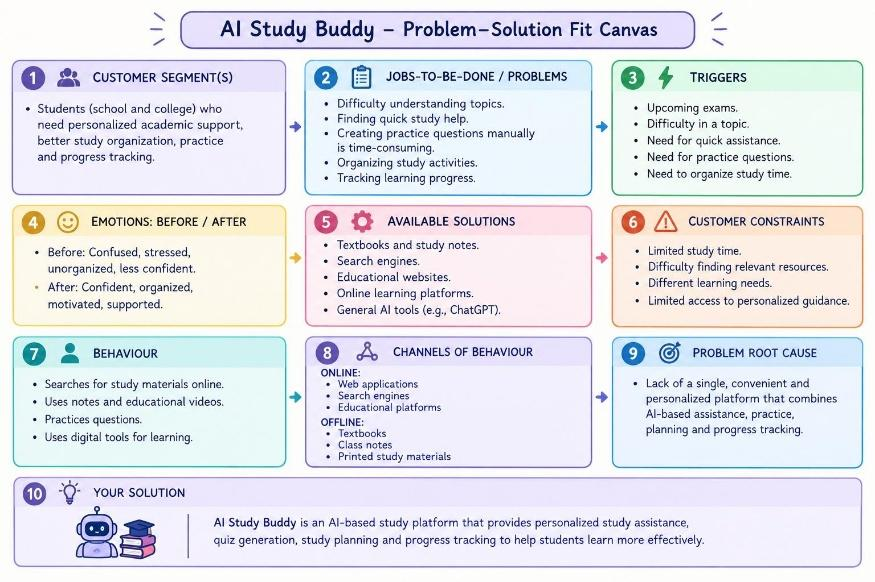 AI Study Buddy – Problem–Solution Fit Canvas
1 CUSTOMER SEGMENT(S)
• Students (school and college) who
need personalized academic support,
better study organization, practice
and progress tracking.
2 JOBS-TO-BE-DONE / PROBLEMS
• Difficulty understanding topics.
• Finding quick study help.
• Creating practice questions manually
is time-consuming.
• Organizing study activities.
• Tracking learning progress.
3 TRIGGERS
• Upcoming exams.
• Difficulty in a topic.
• Need for quick assistance.
• Need for practice questions.
• Need to organize study time.
4 EMOTIONS: BEFORE / AFTER
• Before: Confused, stressed,
unorganized, less confident.
• After: Confident, organized,
motivated, supported.
5 AVAILABLE SOLUTIONS
• Textbooks and study notes.
• Search engines.
• Educational websites.
• Online learning platforms.
• General AI tools (e.g., ChatGPT).
6 CUSTOMER CONSTRAINTS
• Limited study time.
• Difficulty finding relevant resources.
• Different learning needs.
• Limited access to personalized guidance.
7 BEHAVIOUR
• Searches for study materials online.
• Uses notes and educational videos.
• Practices questions.
• Uses digital tools for learning.
8 CHANNELS OF BEHAVIOUR
ONLINE:
• Web applications
• Search engines
• Educational platforms
OFFLINE:
• Textbooks
• Class notes
• Printed study materials
9 PROBLEM ROOT CAUSE
• Lack of a single, convenient and
personalized platform that combines
AI-based assistance, practice,
planning and progress tracking.
10 YOUR SOLUTION
AI Study Buddy is an AI-based study platform that provides personalized study assistance,
quiz generation, study planning and progress tracking to help students learn more effectively.